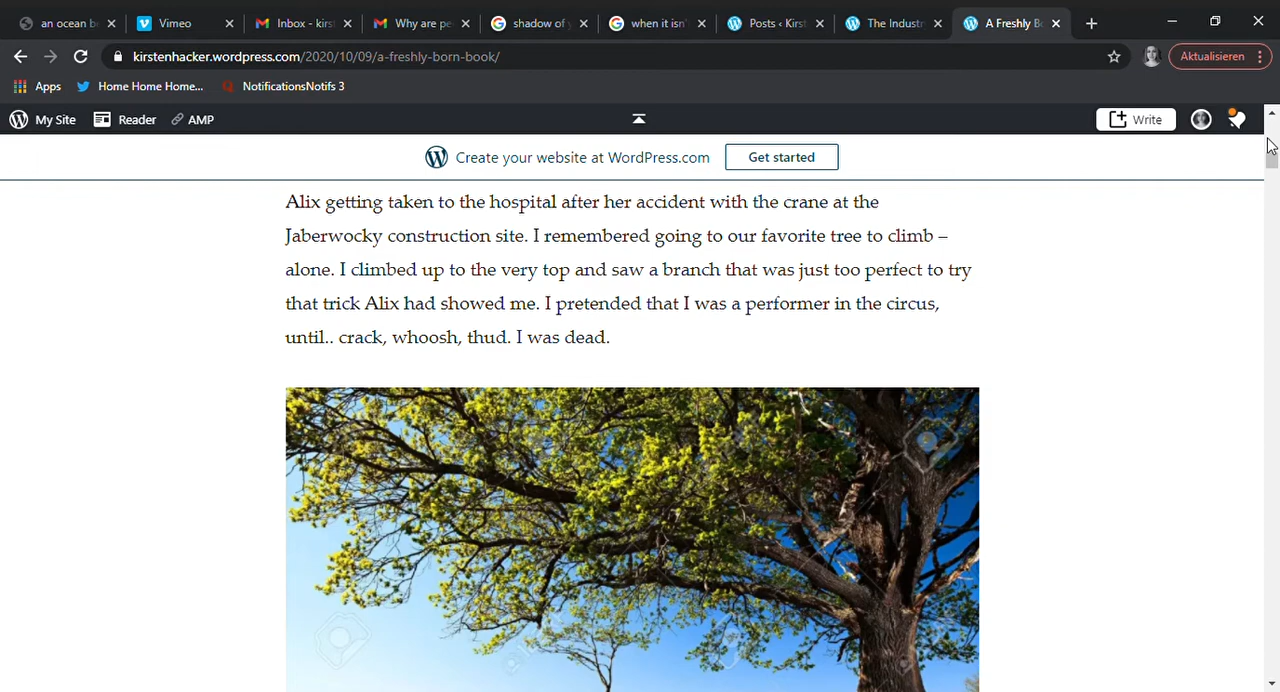 an ocean b
Vimeo
Inbox - kirs
Why are pe
shadow of
when it isn'
Posts ‹ Kirst
The Industr
A Freshly B
kirstenhacker.wordpress.com/2020/10/09/a-freshly-born-book/
Aktualisieren
Apps
Home Home Home...
NotificationsNotifs 3
My Site
Reader
AMP
Write
Create your website at WordPress.com
Get started
Alix getting taken to the hospital after her accident with the crane at the
Jaberwocky construction site. I remembered going to our favorite tree to climb –
alone. I climbed up to the very top and saw a branch that was just too perfect to try
that trick Alix had showed me. I pretended that I was a performer in the circus,
until.. crack, whoosh, thud. I was dead.